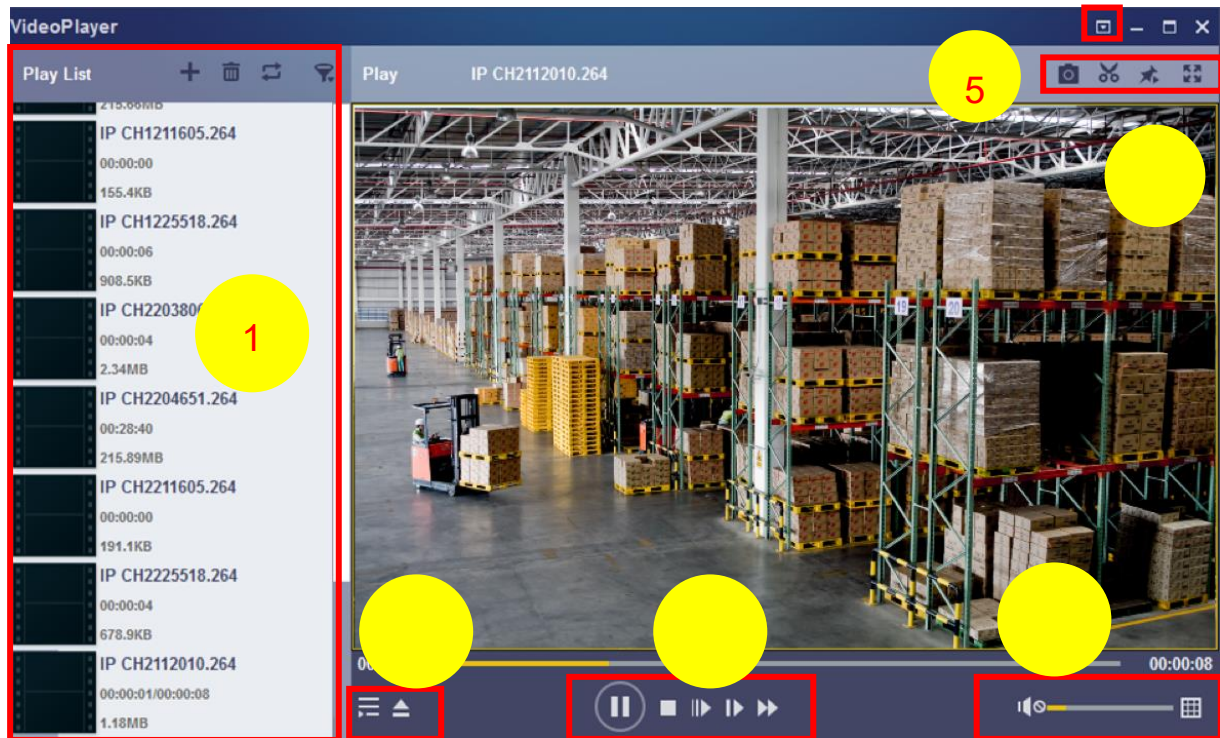 VideoPlayer
Play List
Play IP CH2112010.264
5
215.66MB
IP CH1211605.264
00:00:00
155.4KB
IP CH1225518.264
00:00:06
908.5KB
00:00:04
2.34MB
1
IP CH2204651.264
00:28:40
215.89MB
IP CH2211605.264
00:00:00
191.1KB
IP CH2225518.264
00:00:04
678.9KB
IP CH2112010.264
00:00:01/00:00:08
1.18MB
19 20
00:00:08